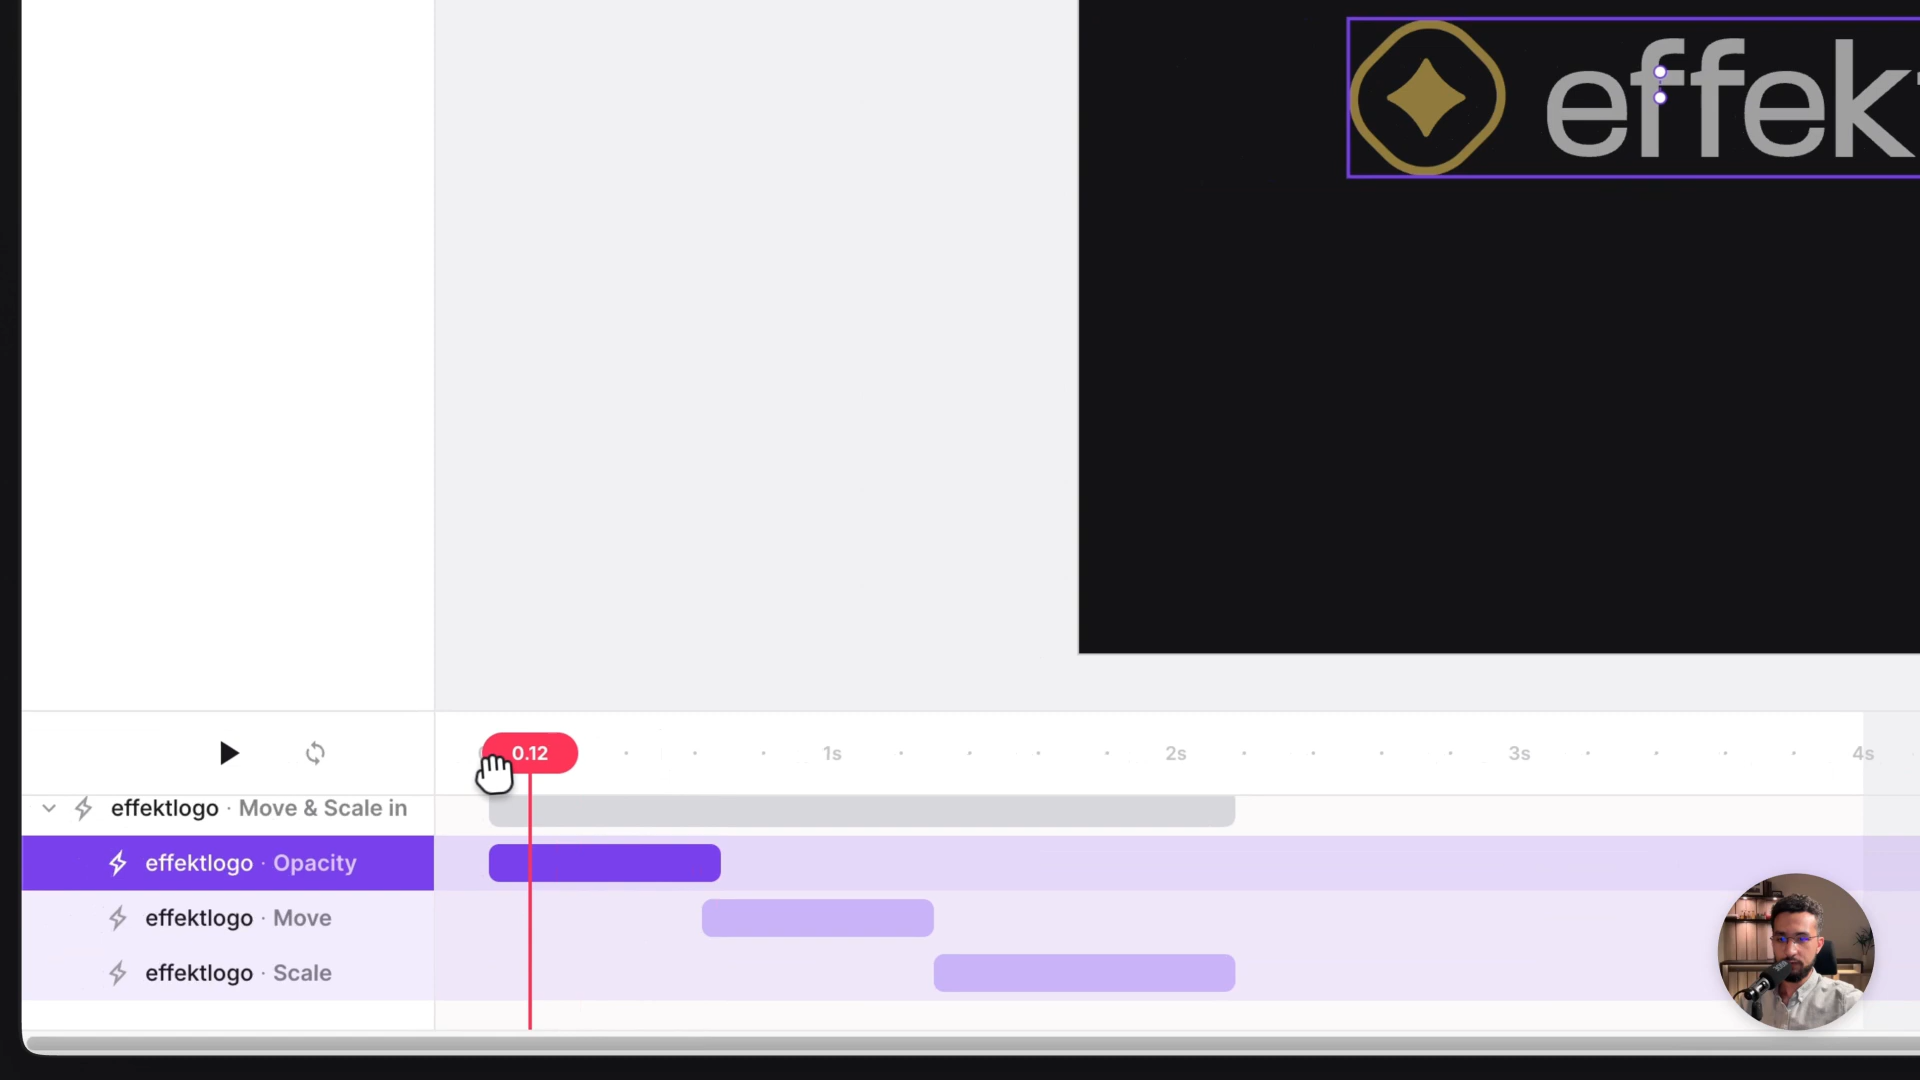 effek
0.12
1s
2s
3s
4s
effektlogo · Move & Scale in
effektlogo · Opacity
effektlogo · Move
effektlogo · Scale